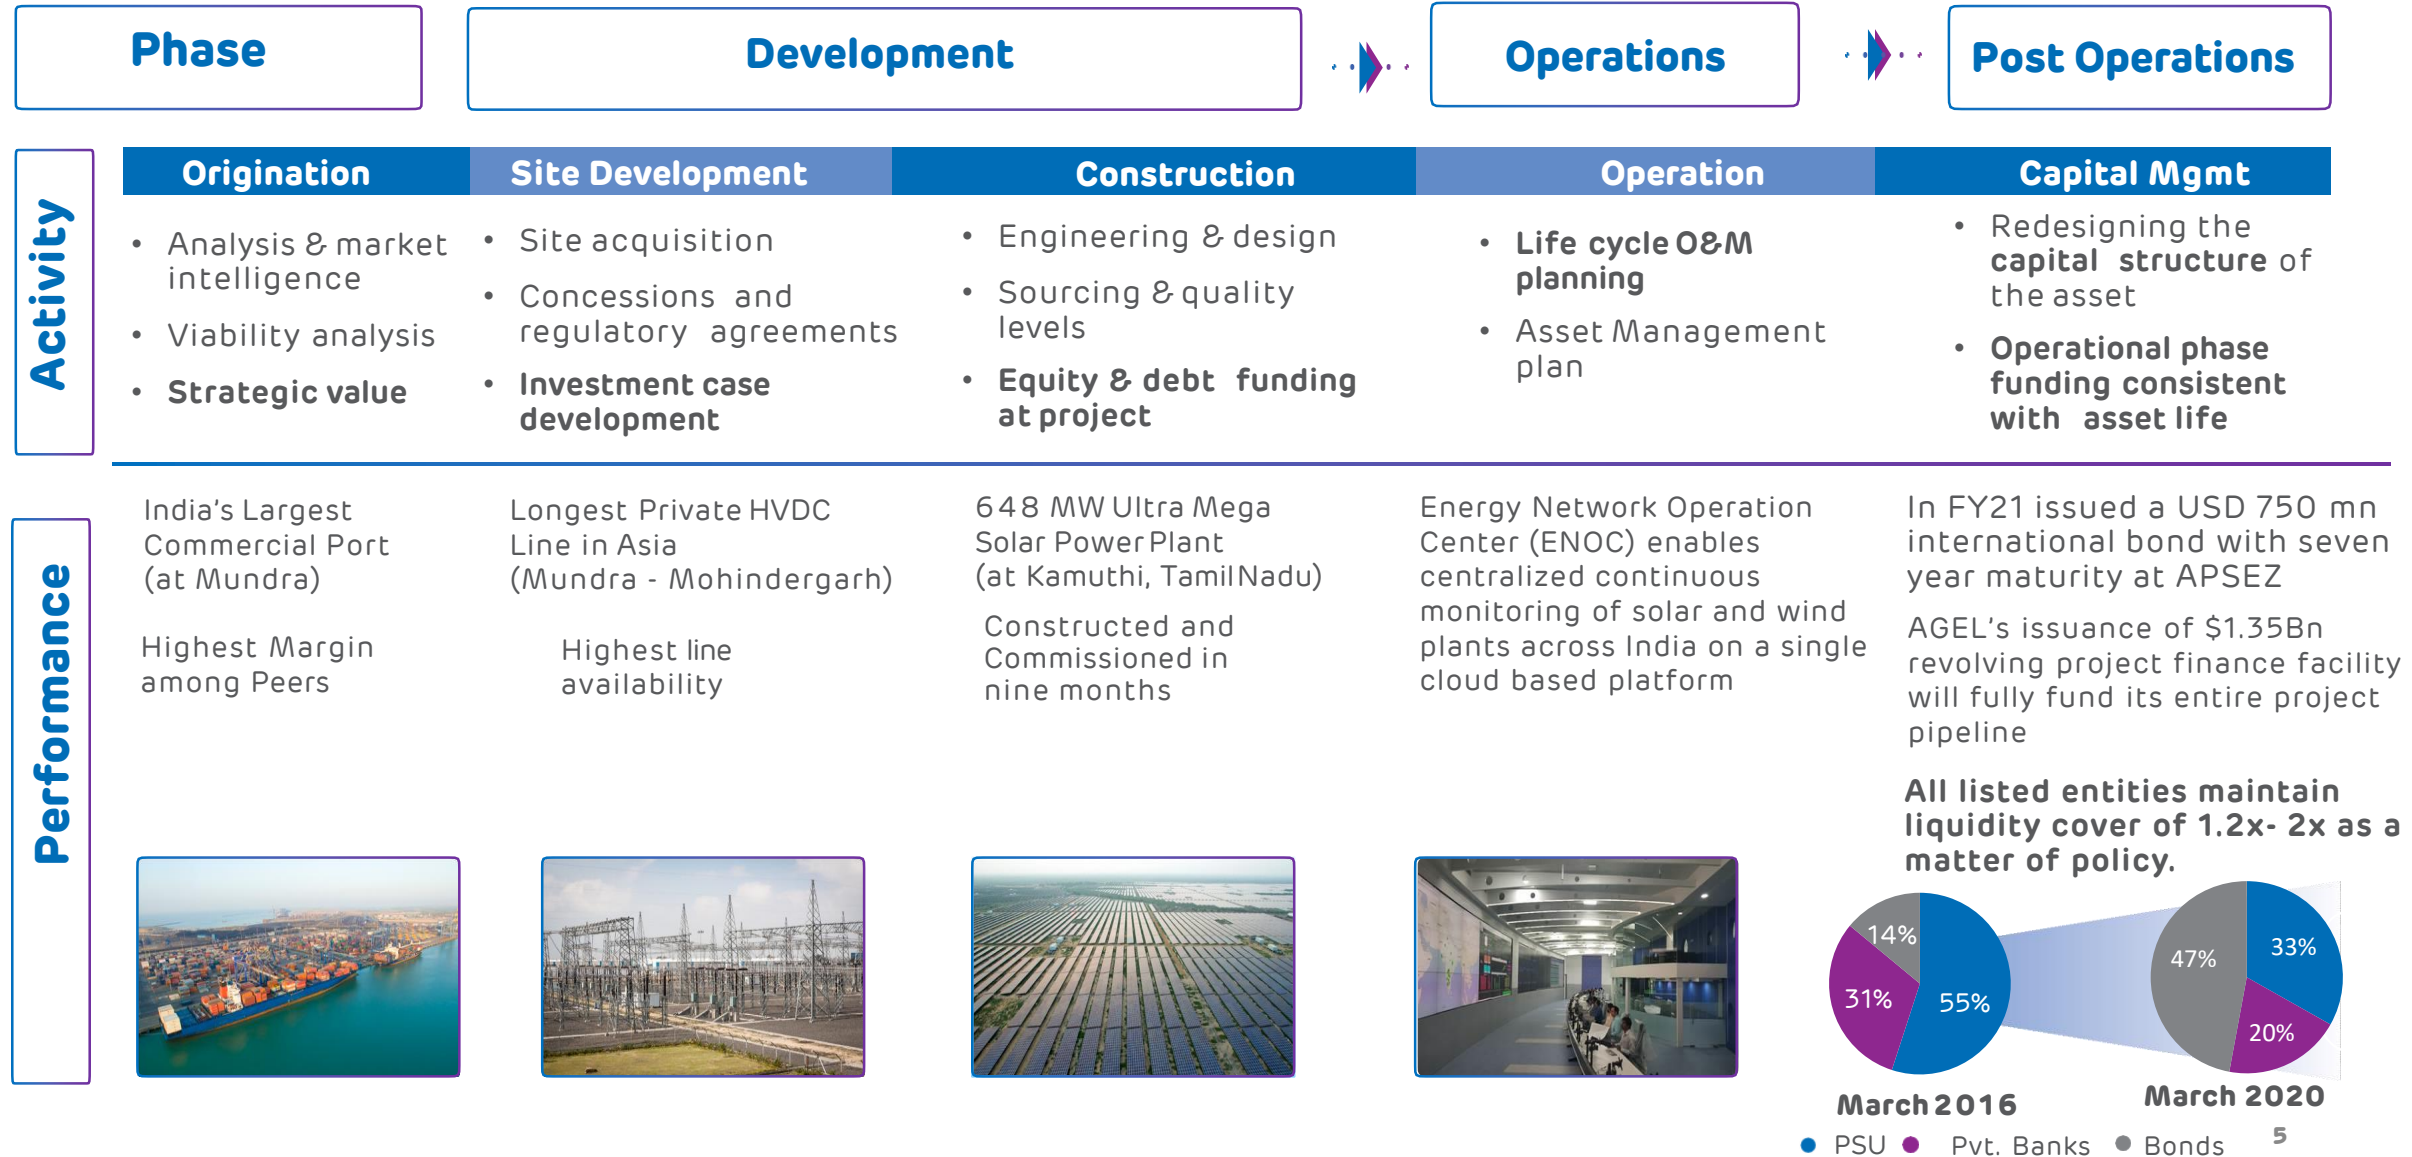 Phase
Development
Operations
Post Operations
Activity
Origination
Site Development
Construction
Operation
Capital Mgmt
• Analysis & market
intelligence
• Viability analysis
• Strategic value
• Site acquisition
• Concessions and
regulatory agreements
• Investment case
development
• Engineering & design
• Sourcing & quality
levels
• Equity & debt funding
at project
• Life cycle O&M
planning
• Asset Management
plan
• Redesigning the
capital structure of
the asset
• Operational phase
funding consistent
with asset life
Performance
India's Largest
Commercial Port
(at Mundra)
Highest Margin
among Peers
Longest Private HVDC
Line in Asia
(Mundra - Mohindergarh)
Highest line
availability
648 MW Ultra Mega
Solar Power Plant
(at Kamuthi, TamilNadu)
Constructed and
Commissioned in
nine months
Energy Network Operation
Center (ENOC) enables
centralized continuous
monitoring of solar and wind
plants across India on a single
cloud based platform
In FY21 issued a USD 750 mn
international bond with seven
year maturity at APSEZ
AGEL's issuance of $1.35Bn
revolving project finance facility
will fully fund its entire project
pipeline
All listed entities maintain
liquidity cover of 1.2x- 2x as a
matter of policy.
14%
31%
55%
March 2016
47%
33%
20%
March 2020
PSU
Pvt. Banks
Bonds
5